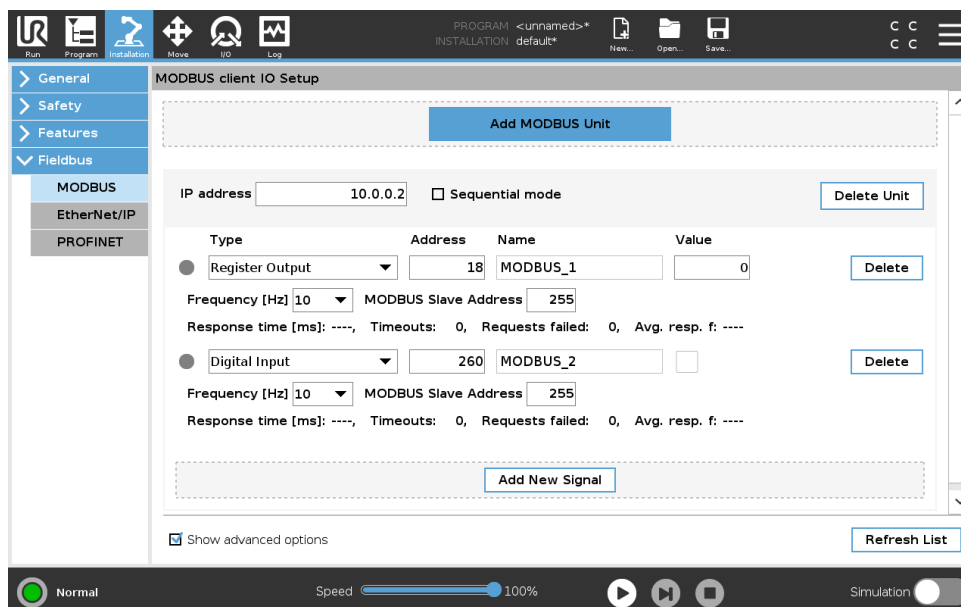 PROGRAM <unnamed>*
INSTALLATION default*
C C
C C
UR
Run
Program
Installation
Move
I/O
Log
New...
Open...
Save...
General
Safety
Features
Fieldbus
MODBUS
EtherNet/IP
PROFINET
MODBUS client IO Setup
Add MODBUS Unit
IP address 10.0.0.2 Sequential mode Delete Unit
Type Address Name Value
Register Output 18 MODBUS_1 0 Delete
Frequency [Hz] 10 MODBUS Slave Address 255
Response time [ms]: ----, Timeouts: 0, Requests failed: 0, Avg. resp. f: ----
Digital Input 260 MODBUS_2 Delete
Frequency [Hz] 10 MODBUS Slave Address 255
Response time [ms]: ----, Timeouts: 0, Requests failed: 0, Avg. resp. f: ----
Add New Signal
Show advanced options Refresh List
Normal Speed 100% Simulation